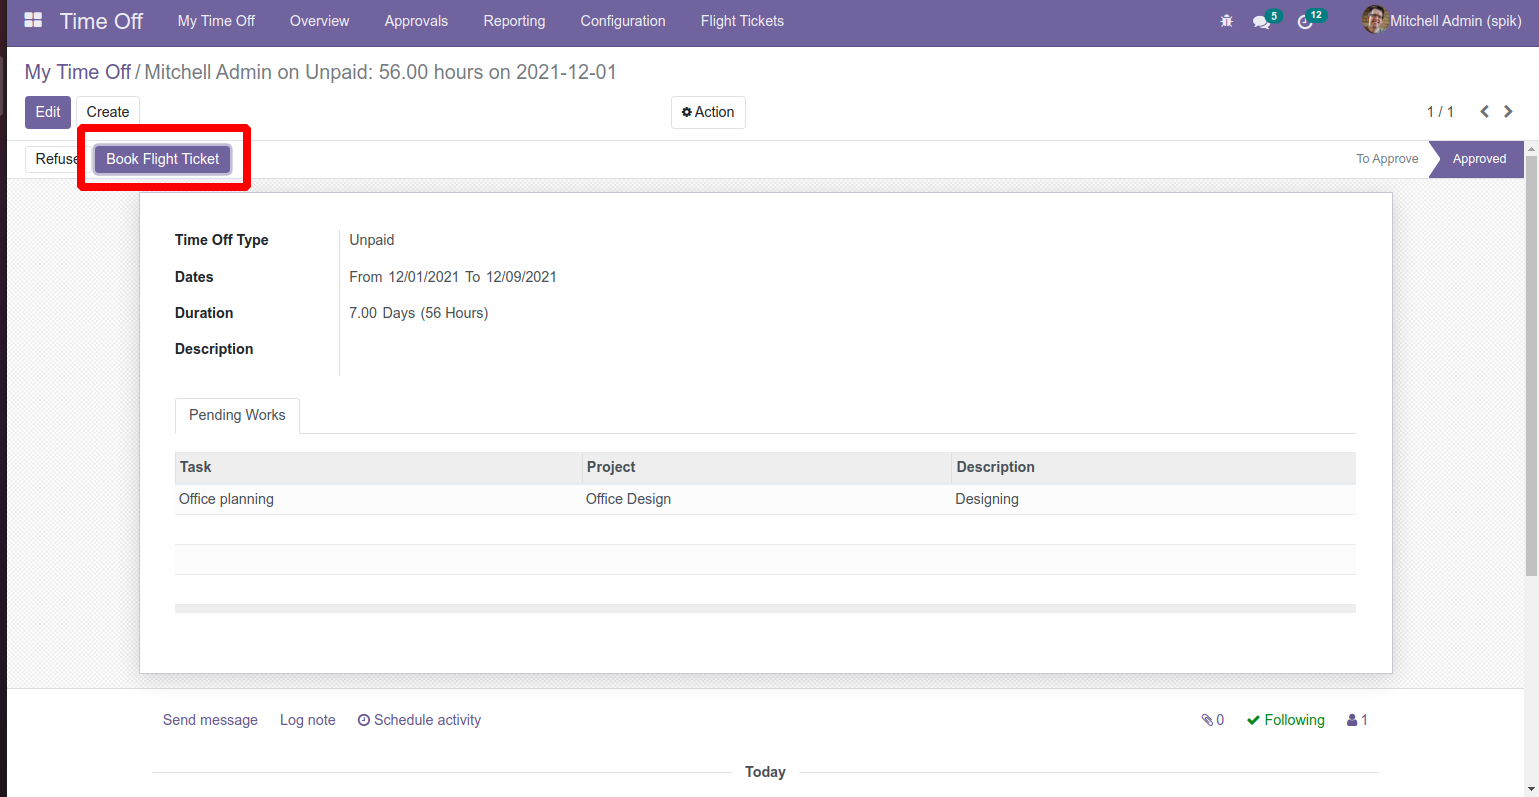 Time Off My Time Off Overview Approvals Reporting Configuration Flight Tickets 5 12 Mitchell Admin (spik)
My Time Off / Mitchell Admin on Unpaid: 56.00 hours on 2021-12-01
Edit Create Action 1 / 1
Refuse Book Flight Ticket To Approve Approved
Time Off Type Unpaid
Dates From 12/01/2021 To 12/09/2021
Duration 7.00 Days (56 Hours)
Description
Pending Works
Task Project Description
Office planning Office Design Designing
Send message Log note Schedule activity 0 Following 1
Today